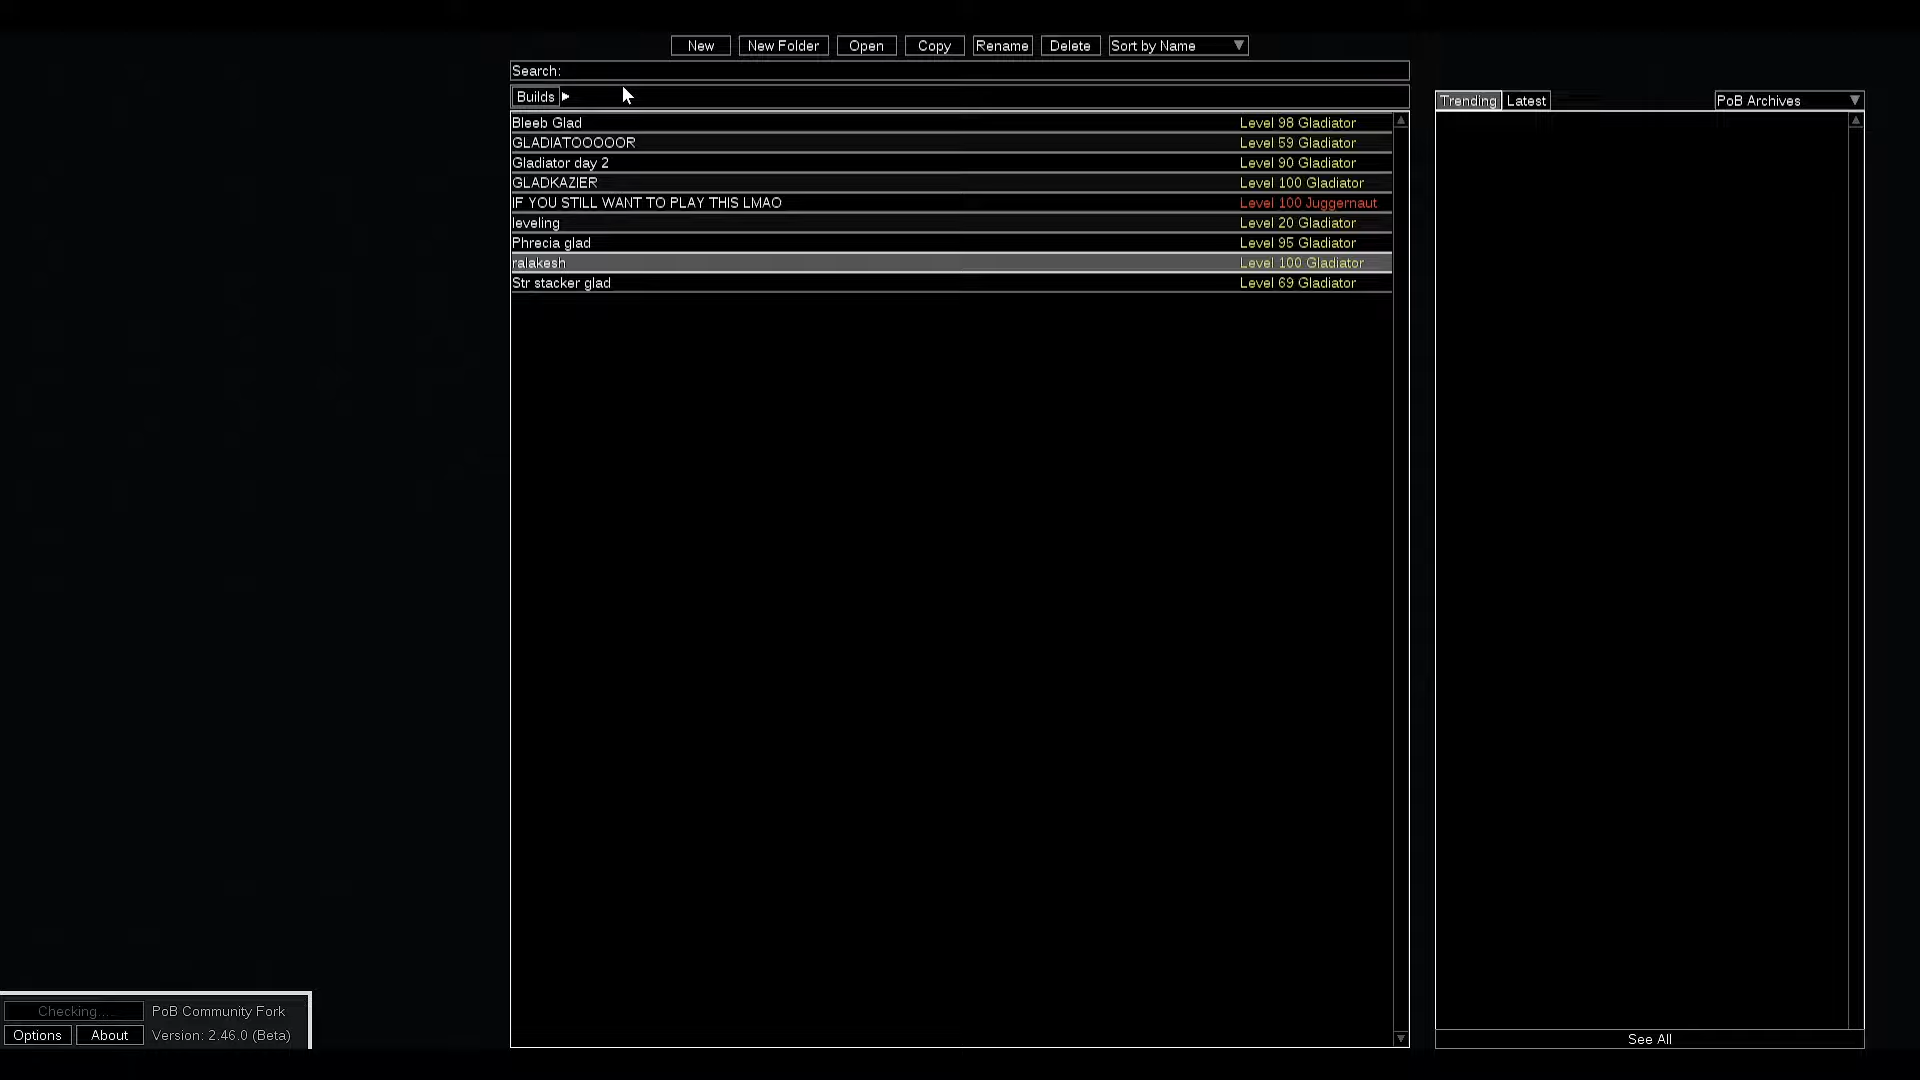 New New Folder Open Copy Rename Delete Sort by Name
Search:
Builds
Trending Latest PoB Archives
Bleeb Glad Level 98 Gladiator
GLADIATOOOOOR Level 59 Gladiator
Gladiator day 2 Level 90 Gladiator
GLADKAZIER Level 100 Gladiator
IF YOU STILL WANT TO PLAY THIS LMAO Level 100 Juggernaut
leveling Level 20 Gladiator
Phrecia glad Level 95 Gladiator
ralakesh Level 100 Gladiator
Str stacker glad Level 69 Gladiator
Checking.... PoB Community Fork
Options About Version: 2.46.0 (Beta)
See All